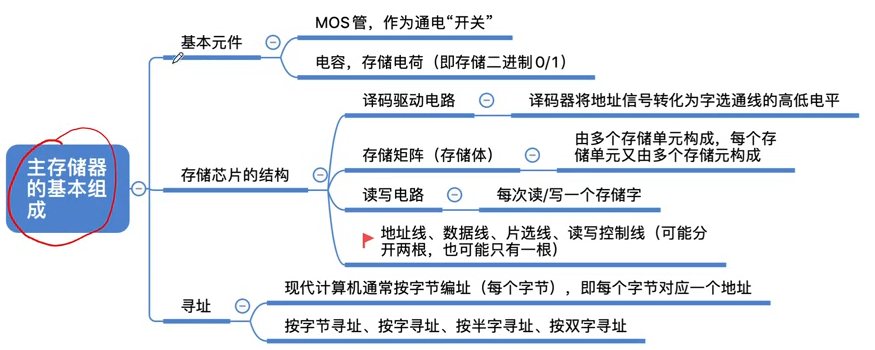 主存储器
的基本组
成
基本元件
MOS管，作为通电“开关”
电容，存储电荷（即存储二进制0/1）
存储芯片的结构
译码驱动电路
译码器将地址信号转化为字选通线的高低电平
存储矩阵（存储体）
由多个存储单元构成，每个存
储单元又由多个存储元构成
读写电路
每次读/写一个存储字
地址线、数据线、片选线、读写控制线（可能分
开两根，也可能只有一根）
寻址
现代计算机通常按字节编址（每个字节），即每个字节对应一个地址
按字节寻址、按字寻址、按半字寻址、按双字寻址